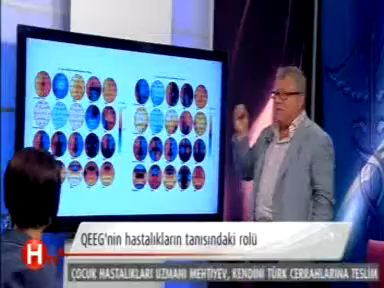 QEEG'nin hastalıkların tanısındaki rolü
H
ÇOCUK HASTALIKLARI UZMANI MEHTİYEV, KENDİNİ TÜRK CERRAHLARINA TESLİM